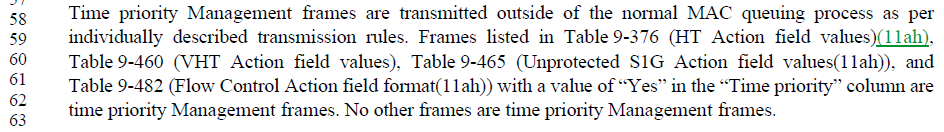 57
58 Time priority Management frames are transmitted outside of the normal MAC queuing process as per
59 individually described transmission rules. Frames listed in Table 9-376 (HT Action field values)(11ah),
60 Table 9-460 (VHT Action field values), Table 9-465 (Unprotected S1G Action field values(11ah)), and
61 Table 9-482 (Flow Control Action field format(11ah)) with a value of “Yes” in the “Time priority” column are
62 time priority Management frames. No other frames are time priority Management frames.
63